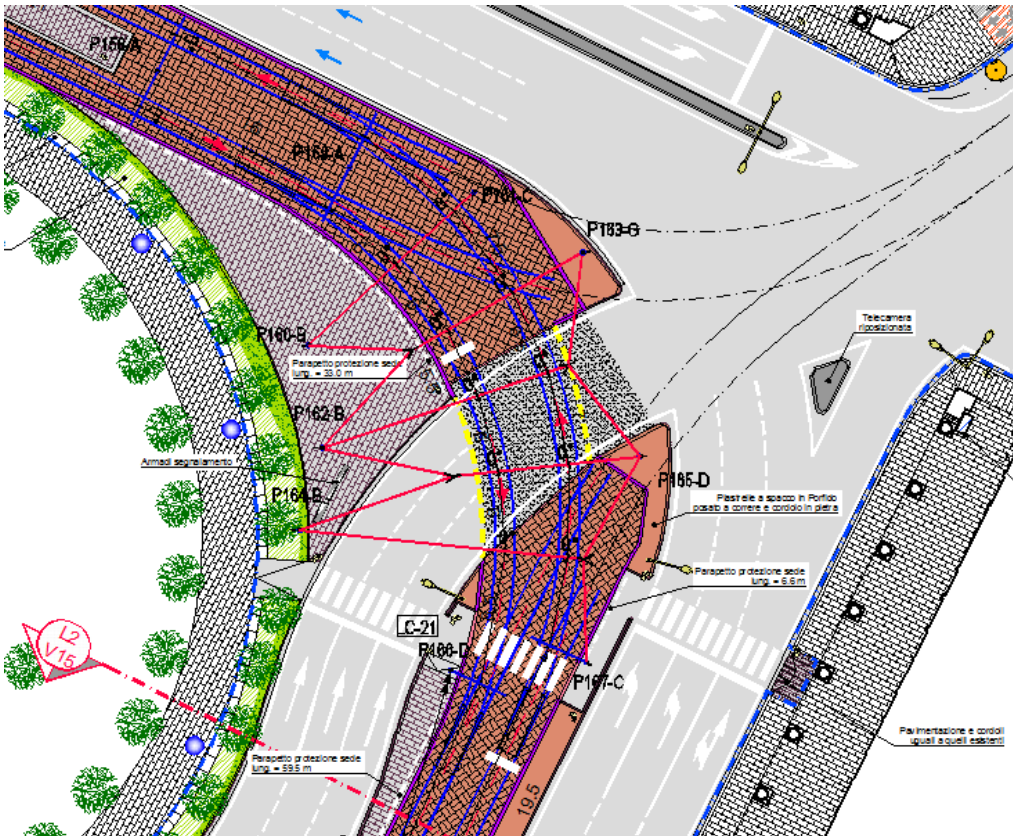 P158-A
P161-C
P163-G
Telecamera
riposizionata
P160-B
Parapetto protezione sede
lung. = 33.0 m
P162-B
Armadi segnalamento
P164-B
P165-D
Piastrelle a spacco in Porfido
posato a correre e cordolo in pietra
Parapetto protezione sede
lung. = 6.6 m
C-21
L2
V15
P166-D
P167-C
Pavimentazione e cordoli
uguali a quelli esistenti
Parapetto protezione sede
lung. = 59.5 m
19.5